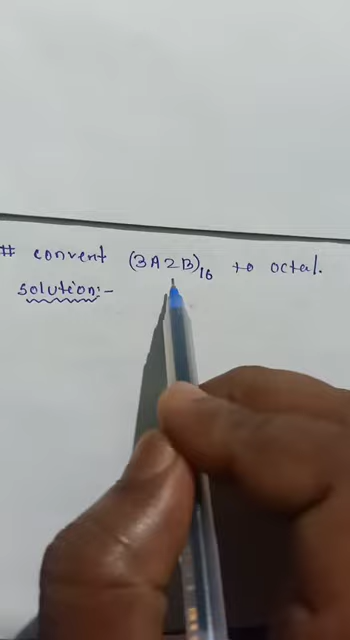 # convert (3A2B)16 to octal.
solution:-